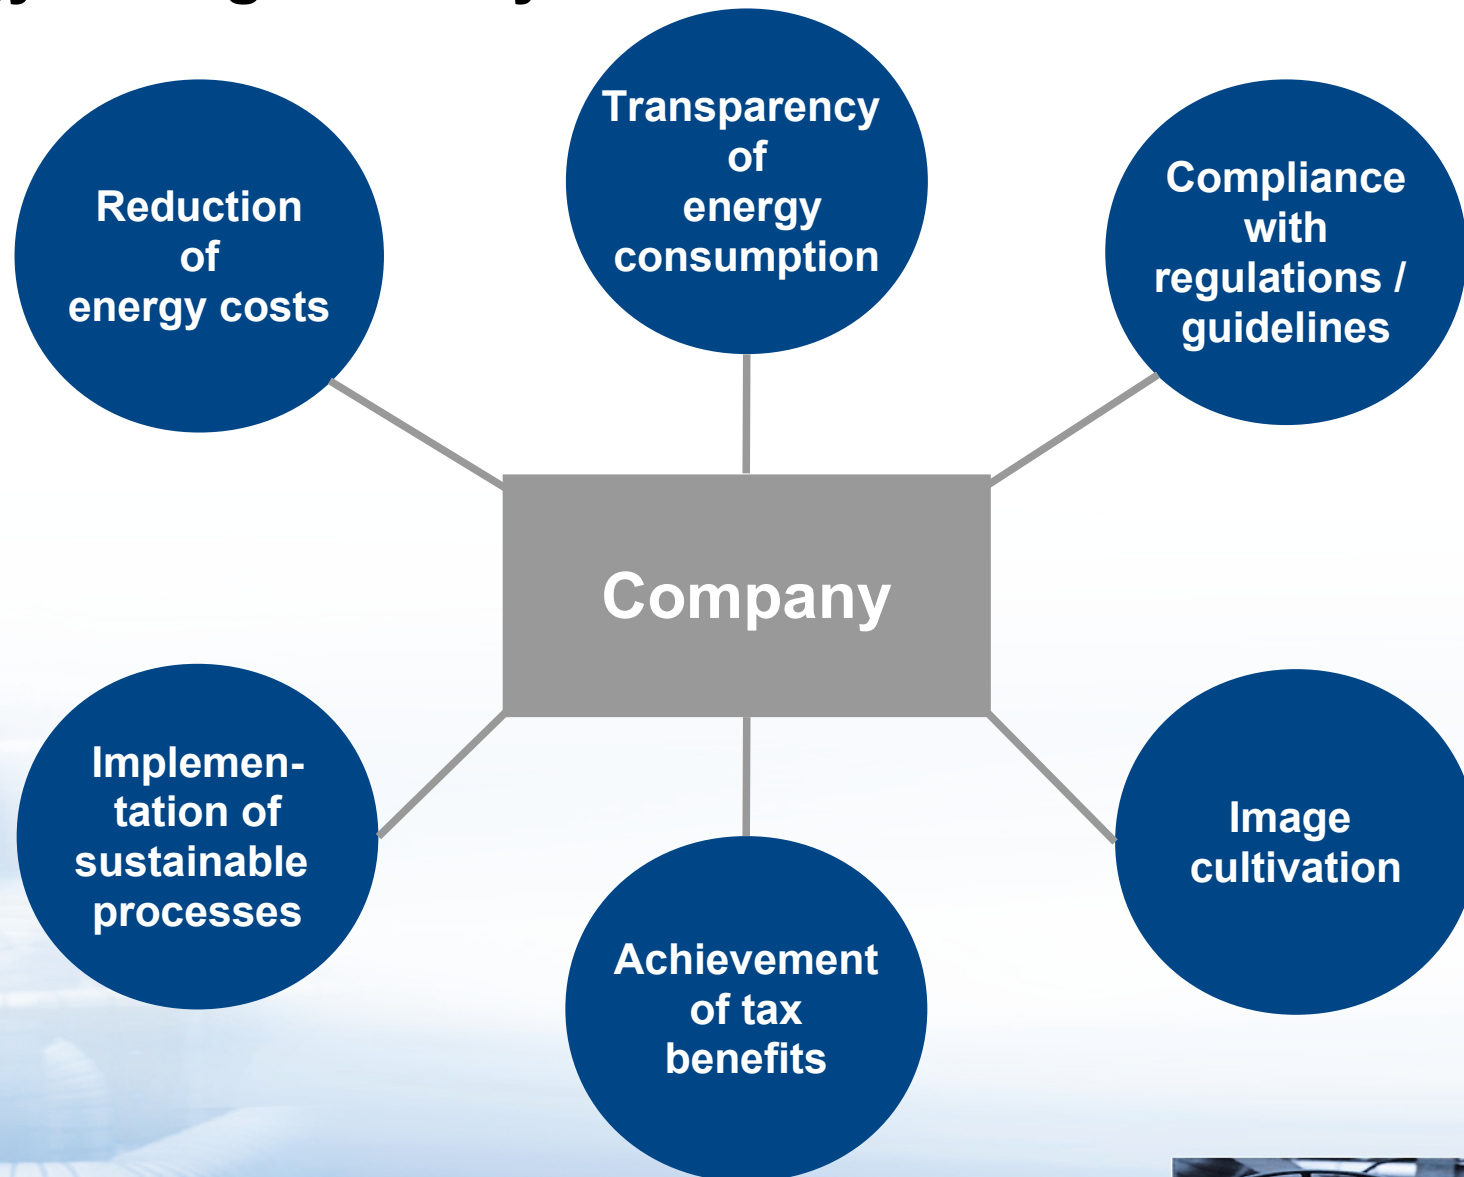 Transparency
of
energy
consumption
Reduction
of
energy costs
Compliance
with
regulations /
guidelines
Company
Implemen-
tation of
sustainable
processes
Image
cultivation
Achievement
of tax
benefits